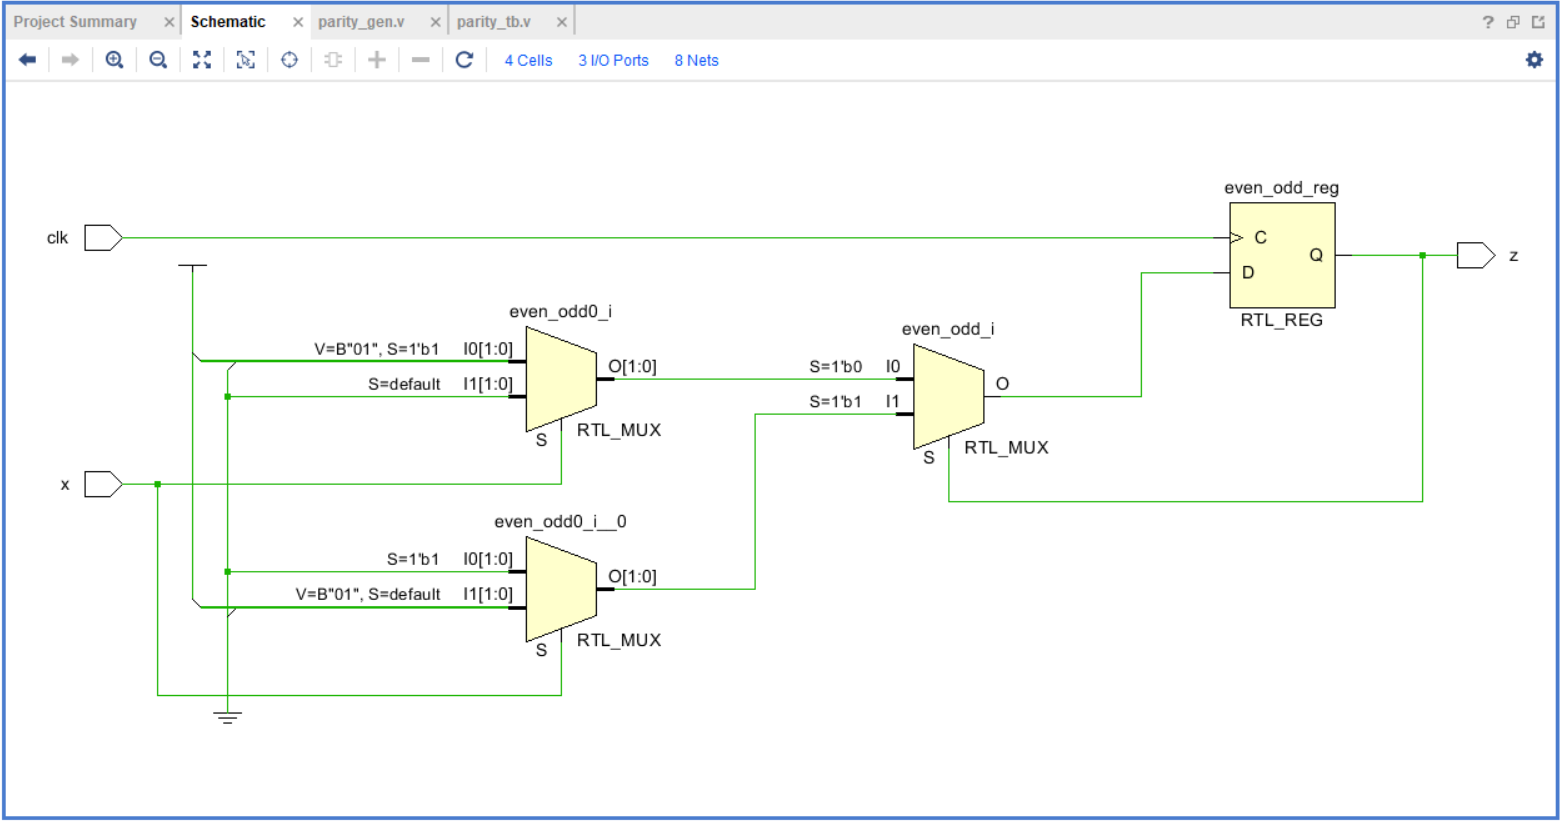 Project Summary × Schematic × parity_gen.v × parity_tb.v ×
?
4 Cells 3 I/O Ports 8 Nets
even_odd_reg
clk
C
Q
z
D
RTL_REG
even_odd0_i
even_odd_i
V=B"01", S=1'b1 I0[1:0]
O[1:0]
S=1'b0 I0
S=default I1[1:0]
O
S=1'b1 I1
S
RTL_MUX
S
RTL_MUX
x
even_odd0_i__0
S=1'b1 I0[1:0]
O[1:0]
V=B"01", S=default I1[1:0]
S
RTL_MUX